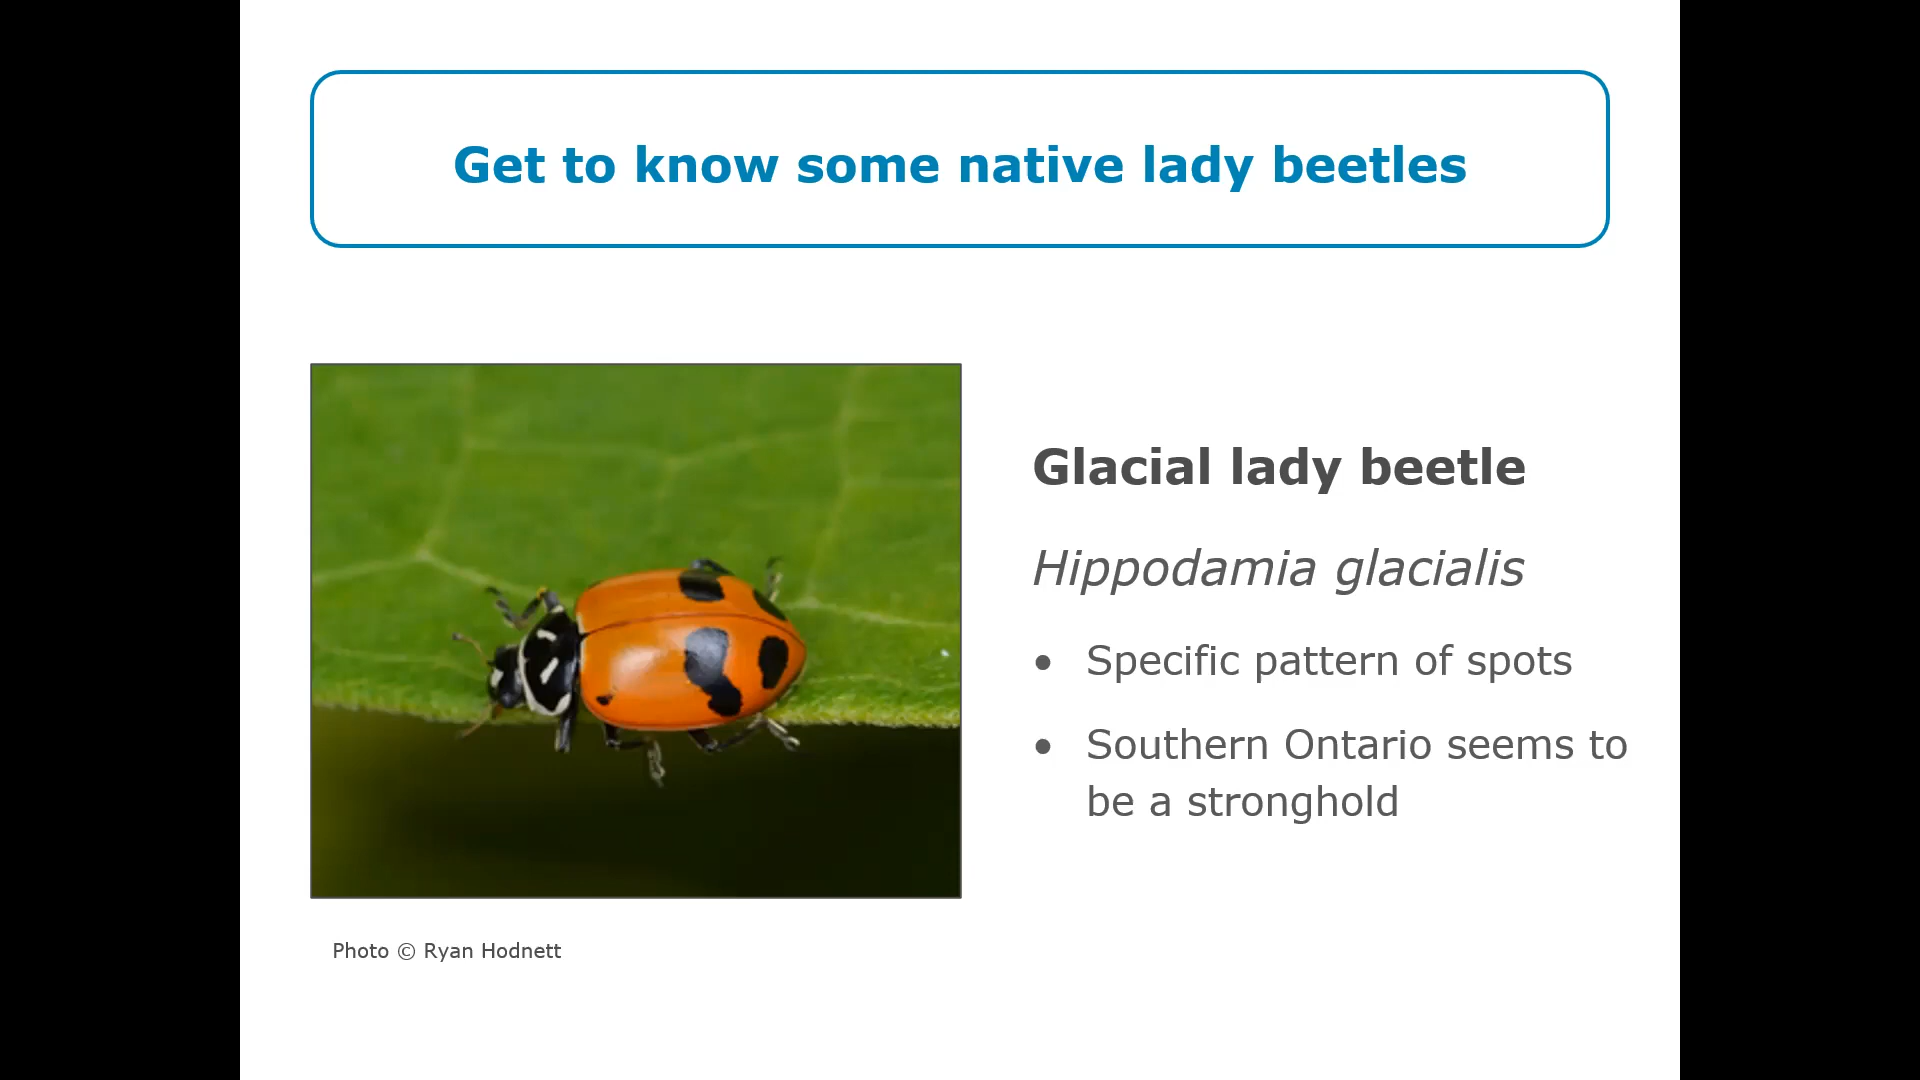 Get to know some native lady beetles
Glacial lady beetle
Hippodamia glacialis
• Specific pattern of spots
• Southern Ontario seems to
be a stronghold
Photo © Ryan Hodnett